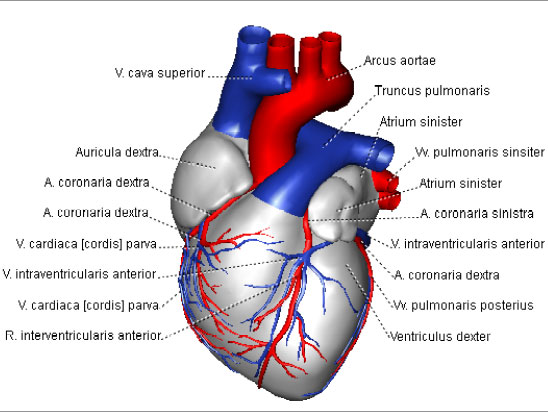 V. cava superior
Auricula dextra
A. coronaria dextra
A. coronaria dextra
V. cardiaca [cordis] parva
V. intraventricularis anterior
V. cardiaca [cordis] parva
R. interventricularis anterior.
Arcus aortae
Truncus pulmonaris
Atrium sinister
Vv. pulmonaris sinsiter
Atrium sinister
A. coronaria sinistra
V. intraventricularis anterior
A. coronaria dextra
Vv. pulmonaris posterius
Ventriculus dexter